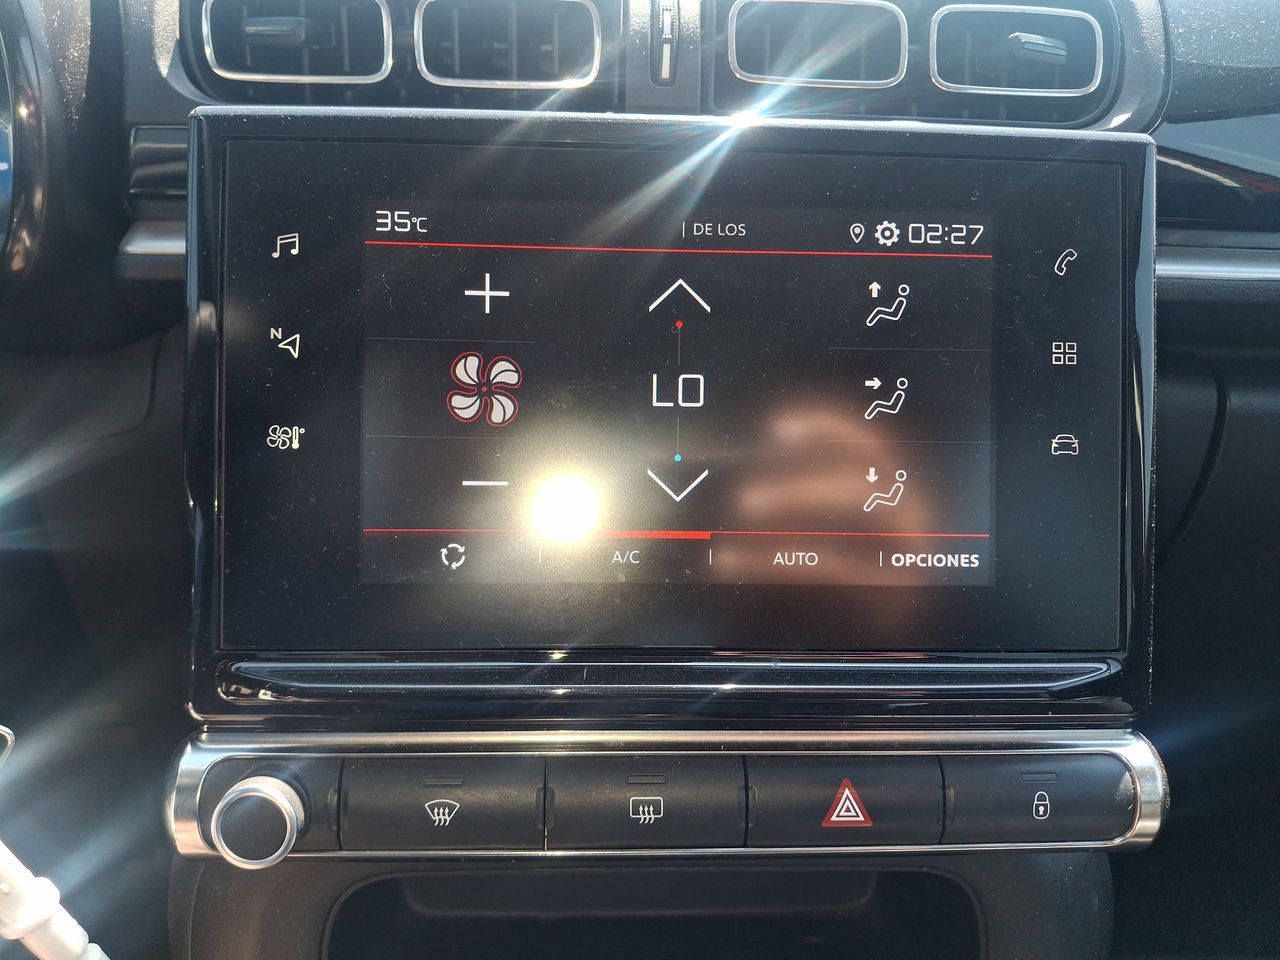 35°C
DE LOS
02:27
N
LO
A/C
AUTO
OPCIONES